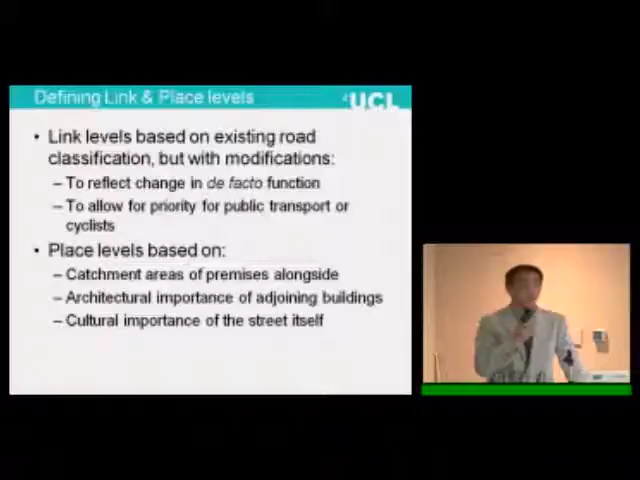 Defining Link & Place levels
UCL
• Link levels based on existing road
classification, but with modifications:
– To reflect change in de facto function
– To allow for priority for public transport or
cyclists
• Place levels based on:
– Catchment areas of premises alongside
– Architectural importance of adjoining buildings
– Cultural importance of the street itself